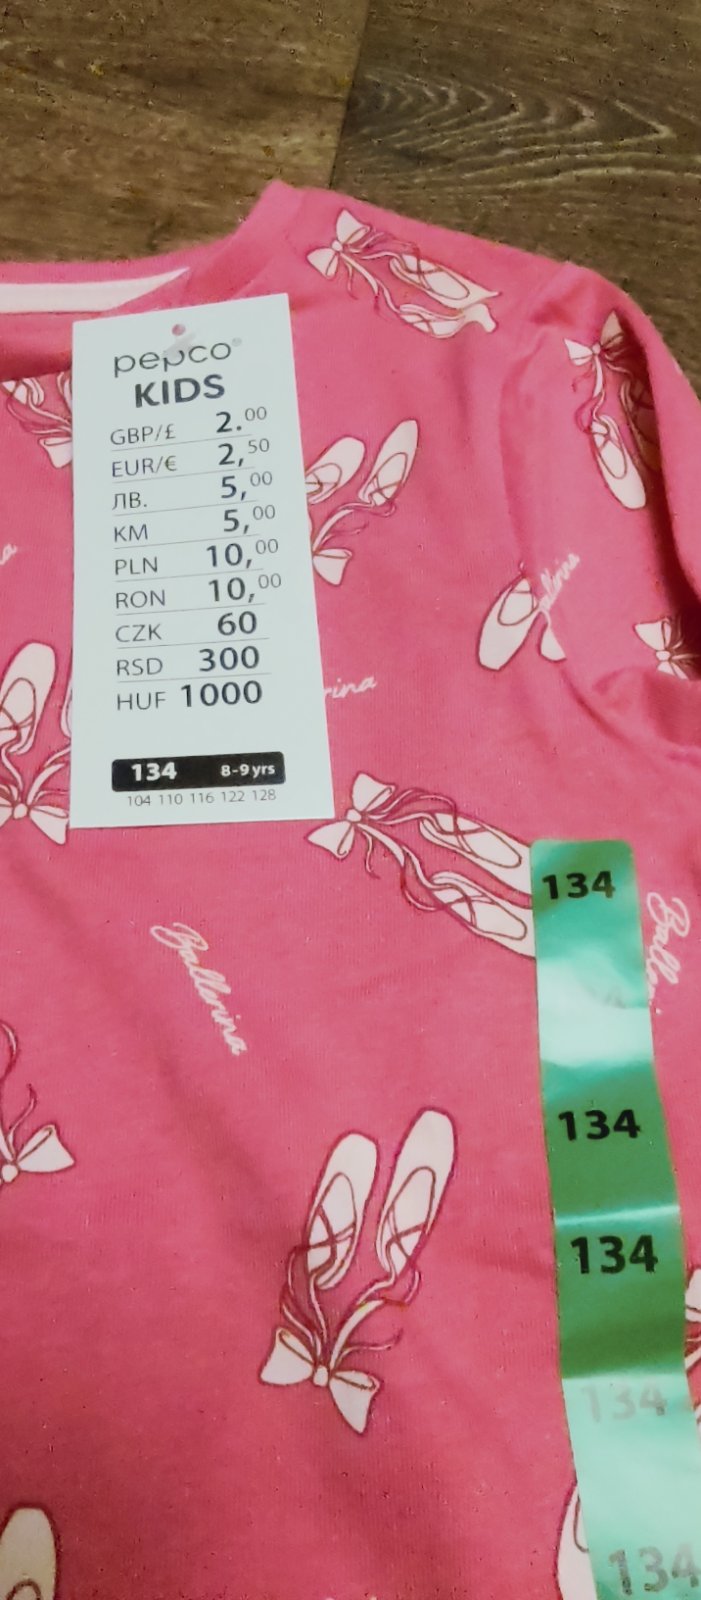 pepco®
KIDS
GBP/£ 2.00
EUR/€ 2,50
ЛВ. 5,00
KM 5,00
PLN 10,00
RON 10,00
CZK 60
RSD 300
HUF 1000
134 8-9 yrs
104 110 116 122 128
134
134
134
134
134
Ballerina